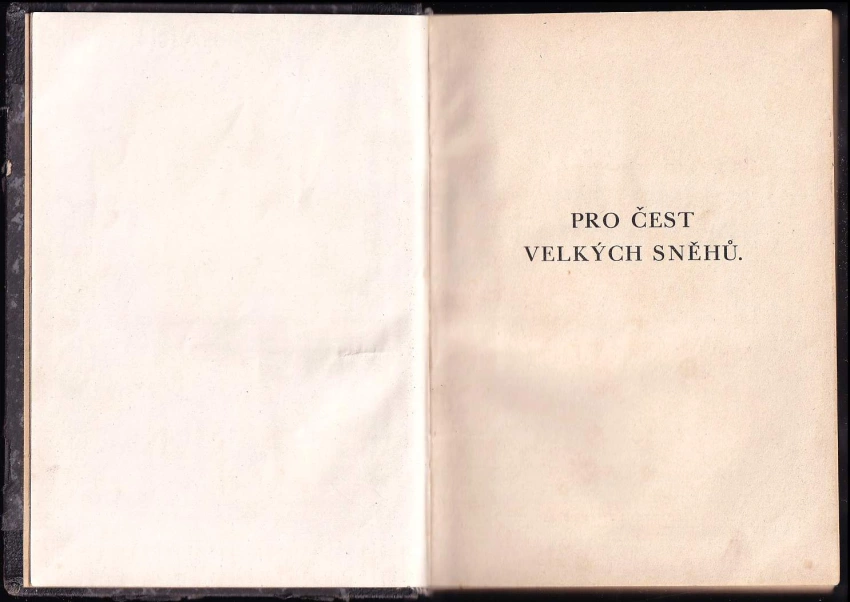 PRO ČEST
VELKÝCH SNĚHŮ.